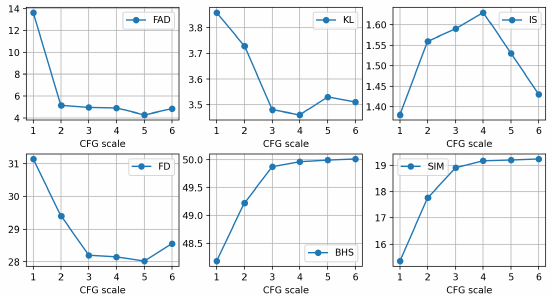 14
12
10
8
6
4
FAD
1 2 3 4 5 6
CFG scale
3.8
3.7
3.6
3.5
KL
1 2 3 4 5 6
CFG scale
1.60
1.55
1.50
1.45
1.40
IS
1 2 3 4 5 6
CFG scale
31
30
29
28
FD
1 2 3 4 5 6
CFG scale
50.0
49.5
49.0
48.5
BHS
1 2 3 4 5 6
CFG scale
19
18
17
16
SIM
1 2 3 4 5 6
CFG scale